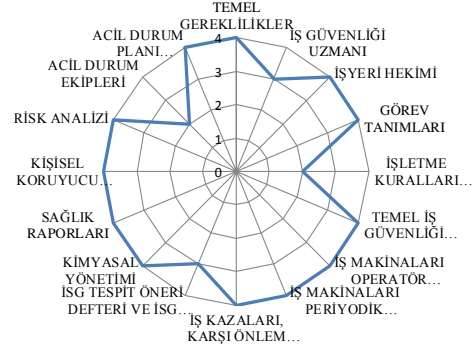 TEMEL
GEREKLİLİKLER
İŞ GÜVENLİĞİ
UZMANI
İŞYERİ HEKİMİ
GÖREV
TANIMLARI
İŞLETME
KURALLARI…
TEMEL İŞ
GÜVENLİĞİ…
İŞ MAKİNALARI
OPERATÖR…
İŞ MAKİNALARI
PERİYODİK…
İŞ KAZALARI,
KARŞI ÖNLEM…
İSG TESPİT ÖNERİ
DEFTERİ VE İSG…
KİMYASAL
YÖNETİMİ
SAĞLIK
RAPORLARI
KİŞİSEL
KORUYUCU…
RİSK ANALİZİ
ACİL DURUM
EKİPLERİ
ACİL DURUM
PLANI…
4
3
2
1
0